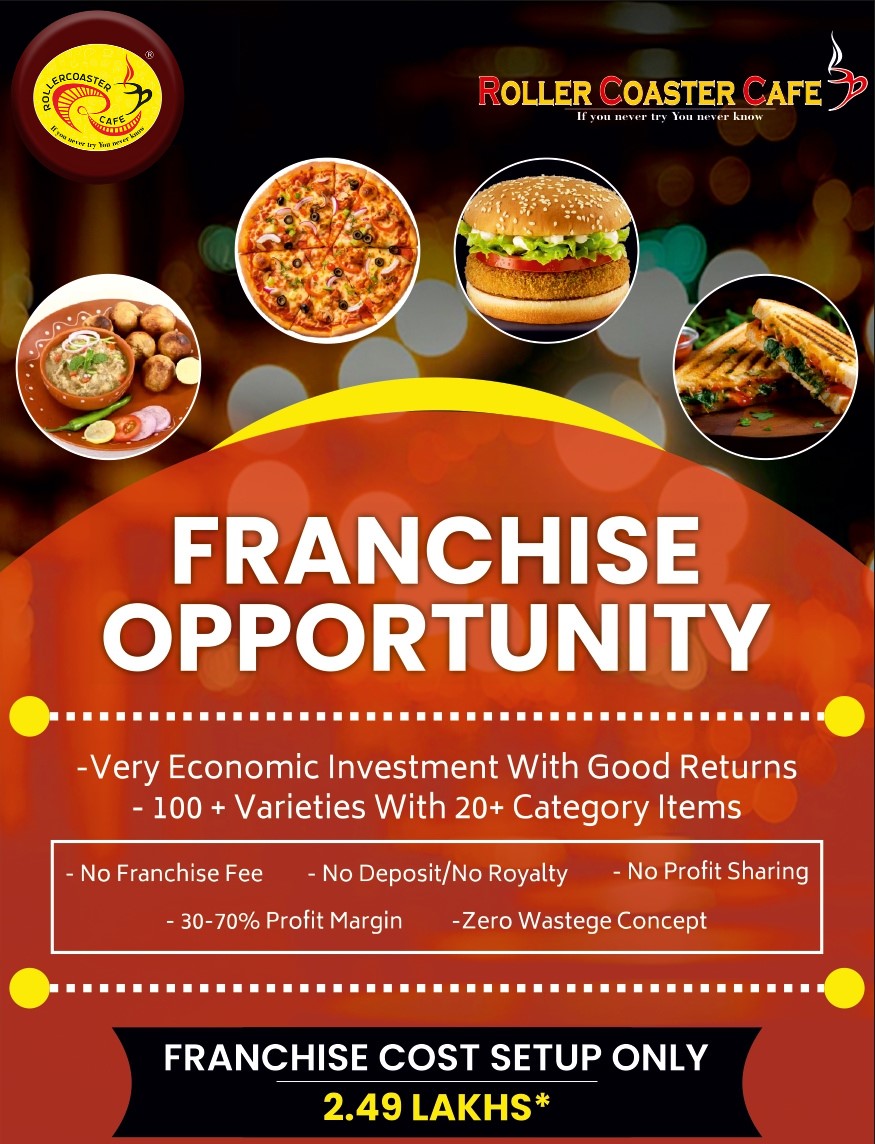 ROLLERCOASTER
CAFE
If you never try You never know
®
ROLLER COASTER CAFE
If you never try You never know
FRANCHISE
OPPORTUNITY
-Very Economic Investment With Good Returns
- 100 + Varieties With 20+ Category Items
- No Franchise Fee - No Deposit/No Royalty - No Profit Sharing
- 30-70% Profit Margin -Zero Wastege Concept
FRANCHISE COST SETUP ONLY
2.49 LAKHS*